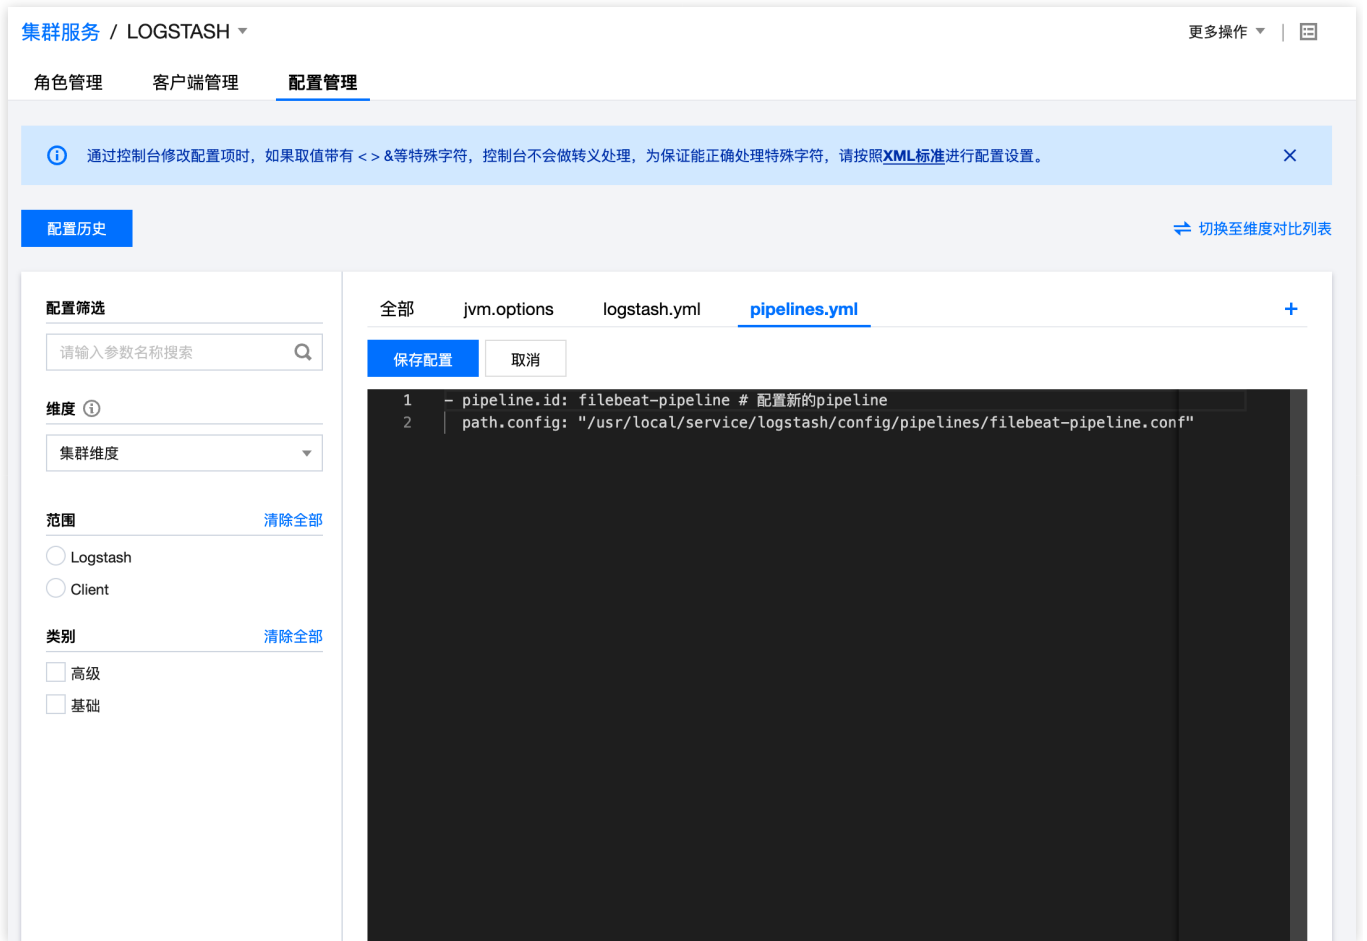 集群服务 / LOGSTASH
更多操作
角色管理 客户端管理 配置管理
通过控制台修改配置项时，如果取值带有 < > &等特殊字符，控制台不会做转义处理，为保证能正确处理特殊字符，请按照XML标准进行配置设置。
配置历史
切换至维度对比列表
配置筛选
请输入参数名称搜索
维度
集群维度
范围 清除全部
Logstash
Client
类别 清除全部
高级
基础
全部 jvm.options logstash.yml pipelines.yml +
保存配置 取消
1 - pipeline.id: filebeat-pipeline # 配置新的pipeline
2 path.config: "/usr/local/service/logstash/config/pipelines/filebeat-pipeline.conf"